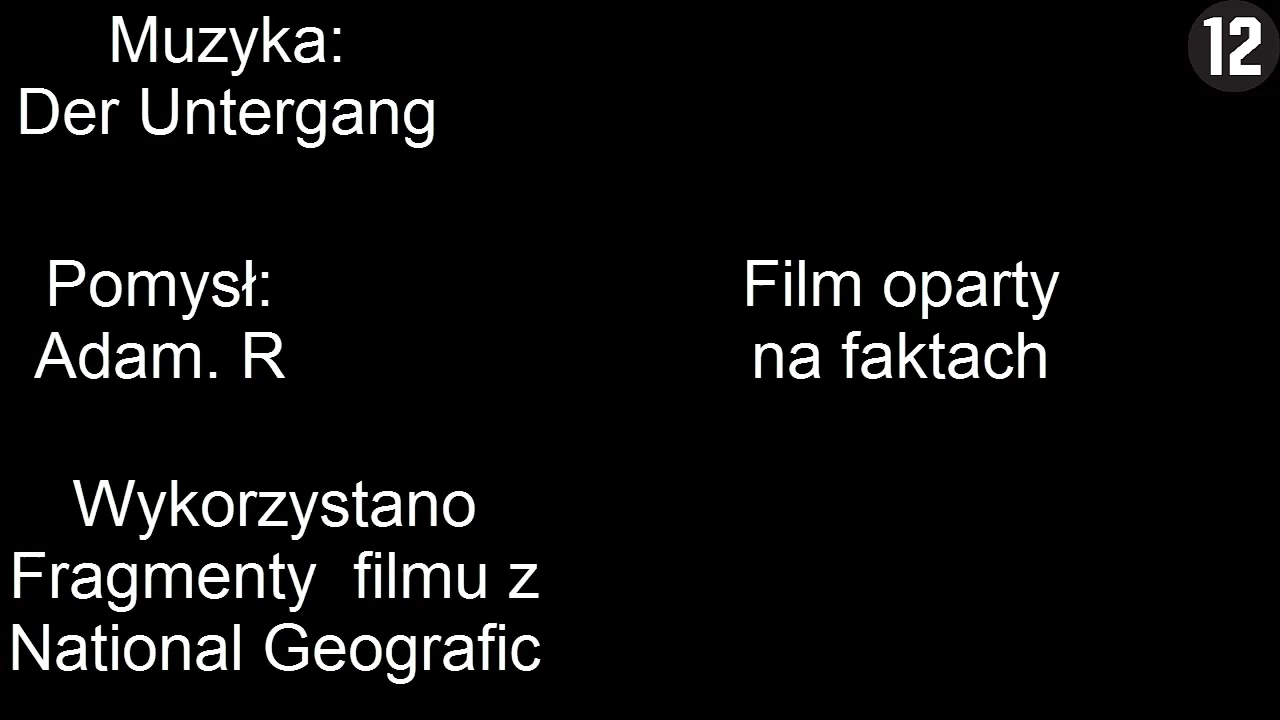 Muzyka:
Der Untergang
12
Pomysł:
Adam. R
Film oparty
na faktach
Wykorzystano
Fragmenty  filmu z
National Geografic